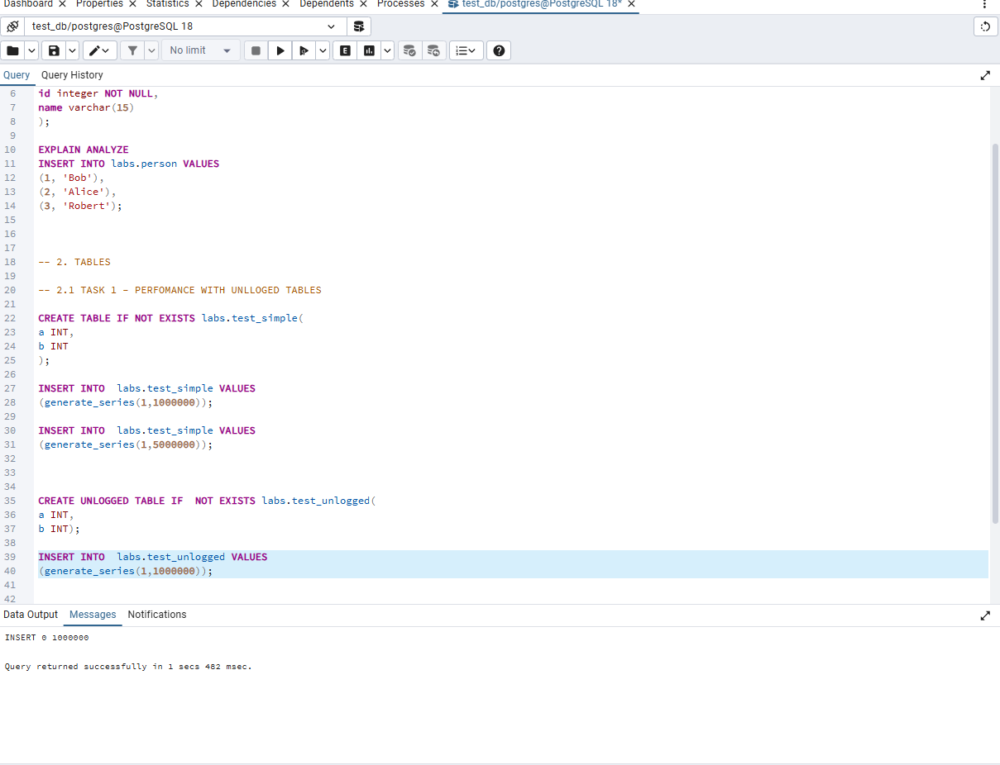 Dashboard Properties Statistics Dependencies Dependents Processes test_db/postgres@PostgreSQL 18*
test_db/postgres@PostgreSQL 18
No limit
Query Query History
6 id integer NOT NULL,
7 name varchar(15)
8 );
9
10 EXPLAIN ANALYZE
11 INSERT INTO labs.person VALUES
12 (1, 'Bob'),
13 (2, 'Alice'),
14 (3, 'Robert');
15
16
17
18 -- 2. TABLES
19
20 -- 2.1 TASK 1 - PERFOMANCE WITH UNLLOGED TABLES
21
22 CREATE TABLE IF NOT EXISTS labs.test_simple(
23 a INT,
24 b INT
25 );
26
27 INSERT INTO  labs.test_simple VALUES
28 (generate_series(1,1000000));
29
30 INSERT INTO  labs.test_simple VALUES
31 (generate_series(1,5000000));
32
33
34
35 CREATE UNLOGGED TABLE IF  NOT EXISTS labs.test_unlogged(
36 a INT,
37 b INT);
38
39 INSERT INTO  labs.test_unlogged VALUES
40 (generate_series(1,1000000));
41
42
Data Output Messages Notifications
INSERT 0 1000000
Query returned successfully in 1 secs 482 msec.